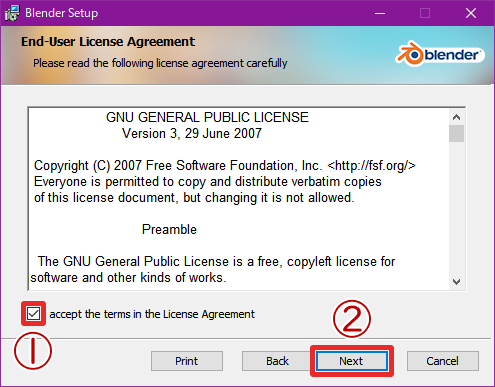 Blender Setup
End-User License Agreement
Please read the following license agreement carefully
blender
GNU GENERAL PUBLIC LICENSE
Version 3, 29 June 2007
Copyright (C) 2007 Free Software Foundation, Inc. <http://fsf.org/>
Everyone is permitted to copy and distribute verbatim copies
of this license document, but changing it is not allowed.
Preamble
The GNU General Public License is a free, copyleft license for
software and other kinds of works.
accept the terms in the License Agreement
①
②
Print
Back
Next
Cancel